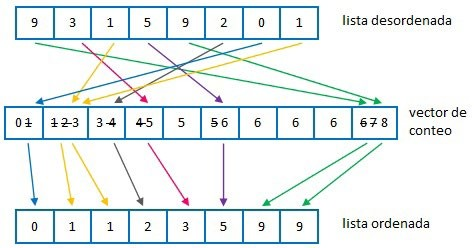 9 3 1 5 9 2 0 1 lista desordenada
0 1 1 2 3 3 4 4 5 5 5 6 6 6 6 6 7 8 vector de
conteo
0 1 1 2 3 5 9 9 lista ordenada